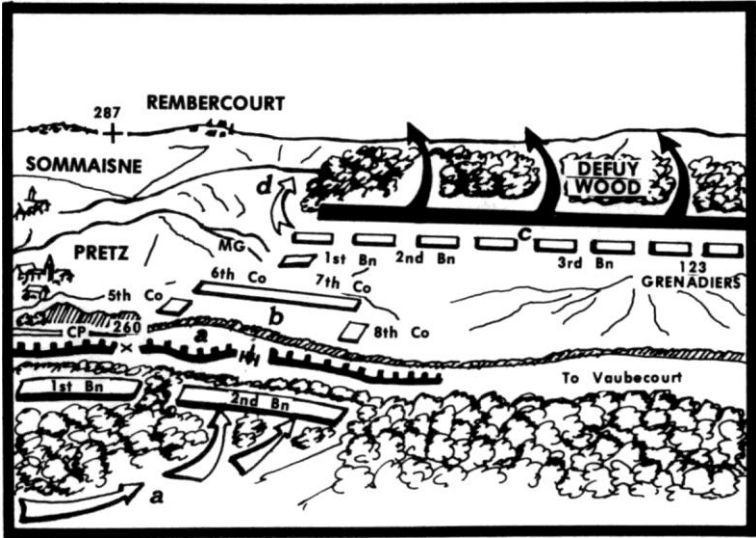 287
REMBERCOURT
SOMMAISNE
DEFUY
WOOD
d
PRETZ
MG
c
1st Bn
2nd Bn
3rd Bn
123
GRENADIERS
6th Co
7th Co
5th Co
b
8th Co
CP
260
a
To Vaubecourt
1st Bn
2nd Bn
a